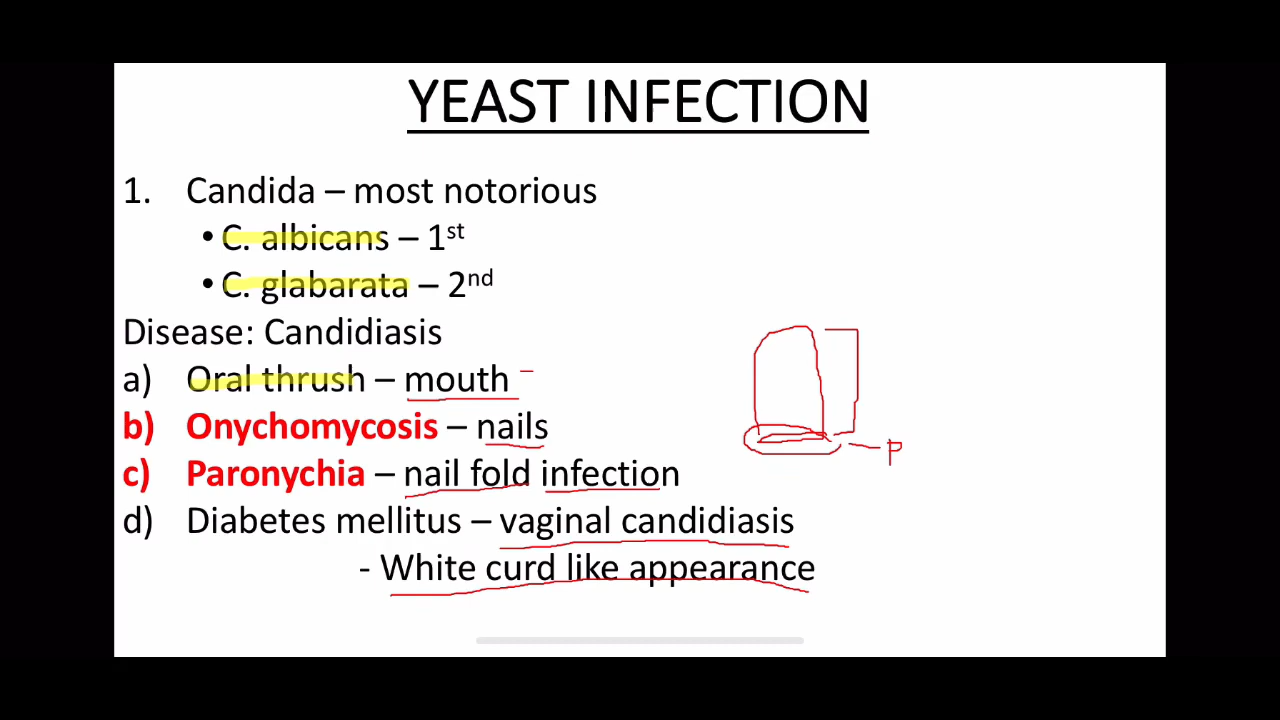 YEAST INFECTION
1. Candida – most notorious
• C. albicans – 1st
• C. glabarata – 2nd
Disease: Candidiasis
a) Oral thrush – mouth
b) Onychomycosis – nails
c) Paronychia – nail fold infection
d) Diabetes mellitus – vaginal candidiasis
- White curd like appearance
P